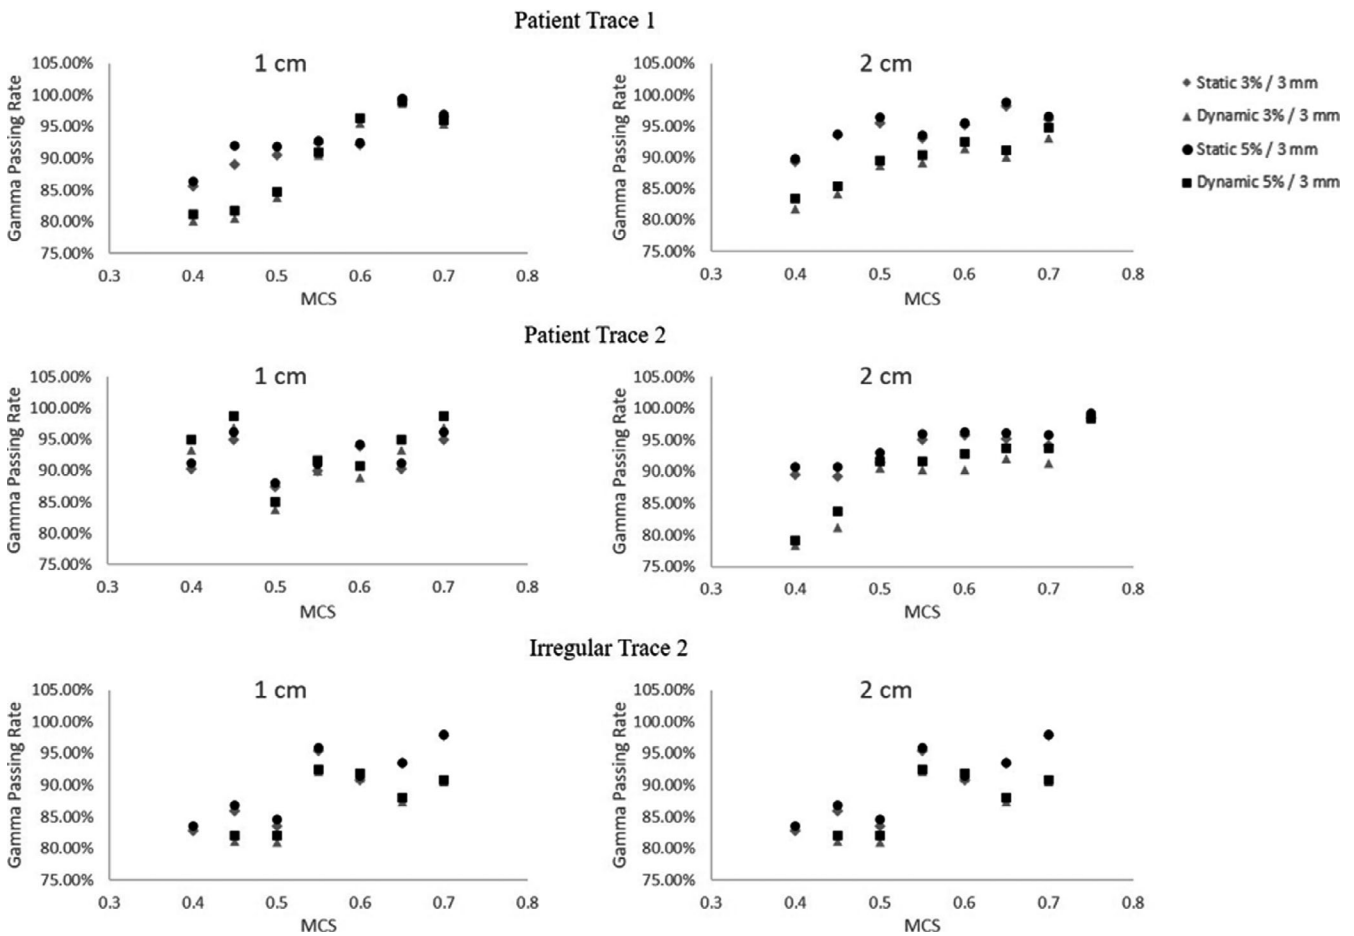 Patient Trace 1
1 cm
105.00%
100.00%
95.00%
90.00%
85.00%
80.00%
75.00%
Gamma Passing Rate
0.3 0.4 0.5 0.6 0.7 0.8
MCS
2 cm
105.00%
100.00%
95.00%
90.00%
85.00%
80.00%
75.00%
Gamma Passing Rate
0.3 0.4 0.5 0.6 0.7 0.8
MCS
Static 3% / 3 mm
Dynamic 3% / 3 mm
Static 5% / 3 mm
Dynamic 5% / 3 mm
Patient Trace 2
1 cm
105.00%
100.00%
95.00%
90.00%
85.00%
80.00%
75.00%
Gamma Passing Rate
0.3 0.4 0.5 0.6 0.7 0.8
MCS
2 cm
105.00%
100.00%
95.00%
90.00%
85.00%
80.00%
75.00%
Gamma Passing Rate
0.3 0.4 0.5 0.6 0.7 0.8
MCS
Irregular Trace 2
1 cm
105.00%
100.00%
95.00%
90.00%
85.00%
80.00%
75.00%
Gamma Passing Rate
0.3 0.4 0.5 0.6 0.7 0.8
MCS
2 cm
105.00%
100.00%
95.00%
90.00%
85.00%
80.00%
75.00%
Gamma Passing Rate
0.3 0.4 0.5 0.6 0.7 0.8
MCS